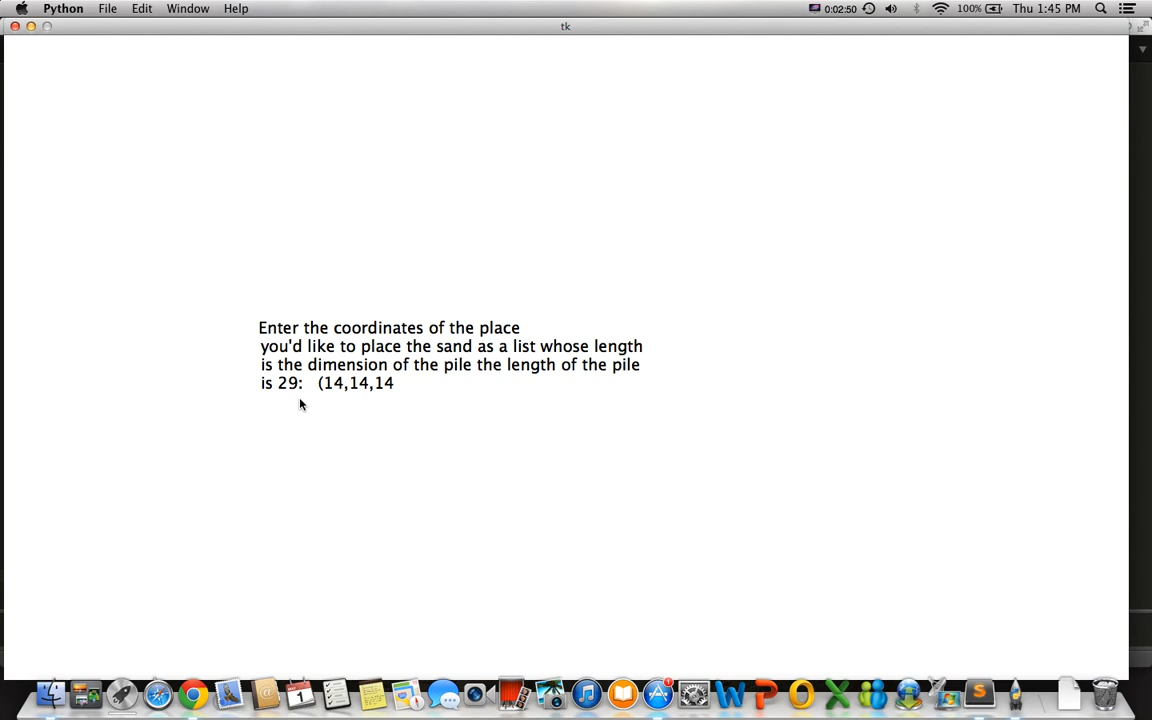 Python File Edit Window Help 0:02:50 100% Thu 1:45 PM
tk
Enter the coordinates of the place
you'd like to place the sand as a list whose length
is the dimension of the pile the length of the pile
is 29: (14,14,14